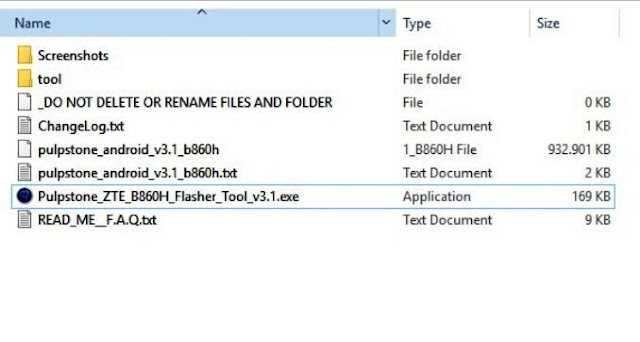 Name Type Size
Screenshots File folder
tool File folder
_DO NOT DELETE OR RENAME FILES AND FOLDER File 0 KB
ChangeLog.txt Text Document 1 KB
pulpstone_android_v3.1_b860h 1_B860H File 932.901 KB
pulpstone_android_v3.1_b860h.txt Text Document 2 KB
Pulpstone_ZTE_B860H_Flasher_Tool_v3.1.exe Application 169 KB
READ_ME__F.A.Q.txt Text Document 9 KB